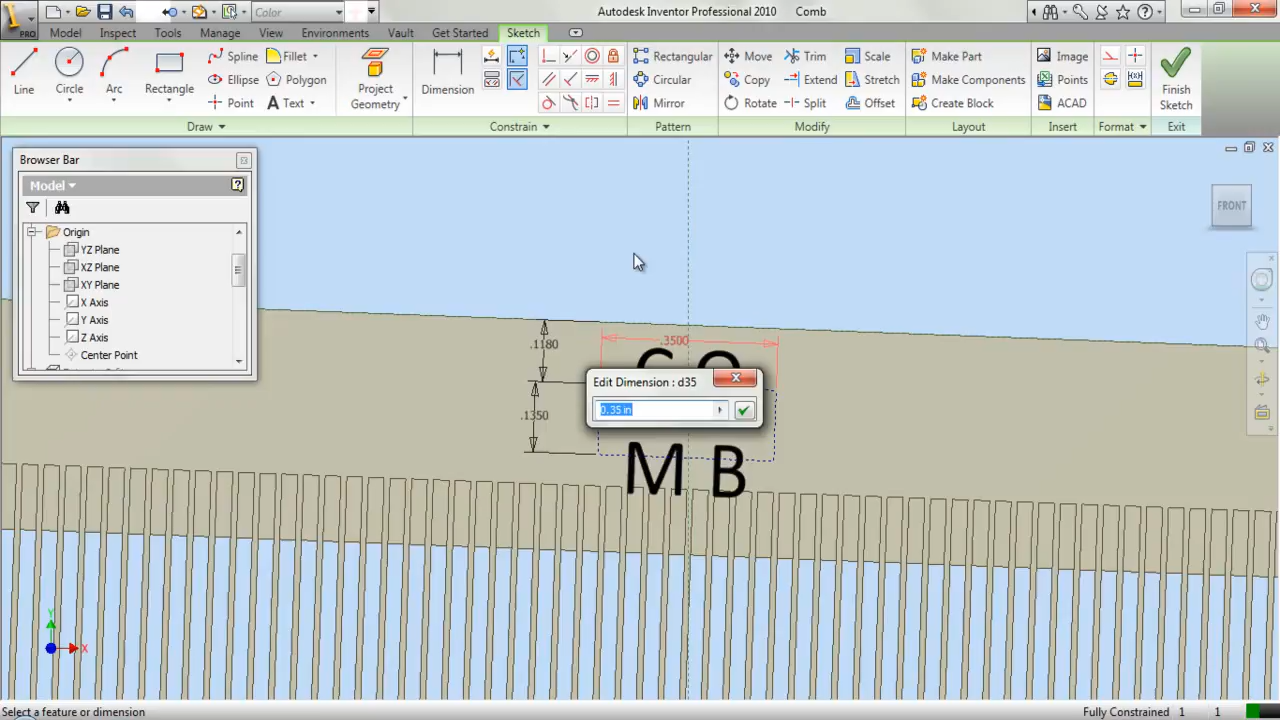 Color
Autodesk Inventor Professional 2010 Comb
PRO
Model Inspect Tools Manage View Environments Vault Get Started Sketch
Line
Circle
Arc
Rectangle
Spline
Ellipse
Point
Fillet
Polygon
Text
Project
Geometry
Dimension
Rectangular
Circular
Mirror
Move
Copy
Rotate
Trim
Extend
Split
Scale
Stretch
Offset
Make Part
Make Components
Create Block
Image
Points
ACAD
Finish
Sketch
Draw Constrain Pattern Modify Layout Insert Format Exit
Browser Bar
Model
Origin
YZ Plane
XZ Plane
XY Plane
X Axis
Y Axis
Z Axis
Center Point
FRONT
.1180
.3500
.1350
C O
Edit Dimension : d35
0.35 in
M B
Y
X
Select a feature or dimension
Fully Constrained 1 1